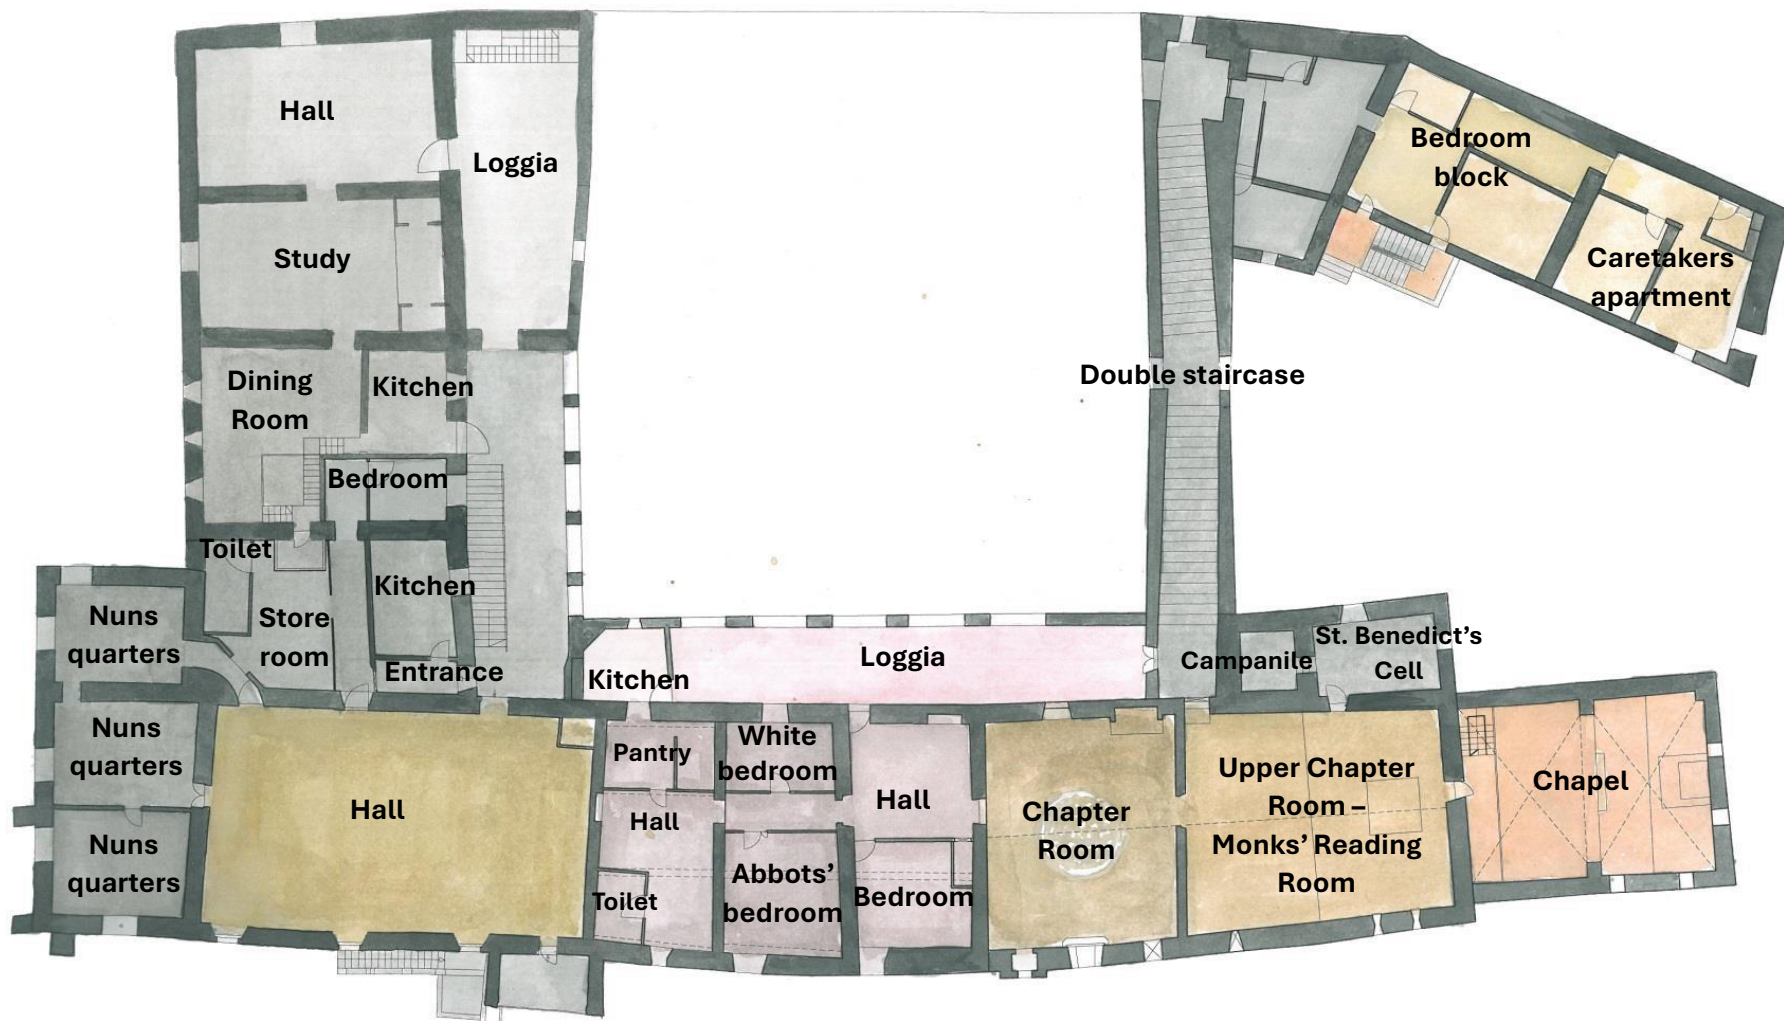 Hall
Loggia
Bedroom
block
Study
Caretakers
apartment
Dining
Room
Kitchen
Double staircase
Bedroom
Toilet
Kitchen
Nuns
quarters
Store
room
Entrance
Kitchen
Loggia
Campanile
St. Benedict’s
Cell
Nuns
quarters
Pantry
White
bedroom
Hall
Hall
Hall
Chapter
Room
Upper Chapter
Room –
Monks’ Reading
Room
Chapel
Nuns
quarters
Toilet
Abbots’
bedroom
Bedroom